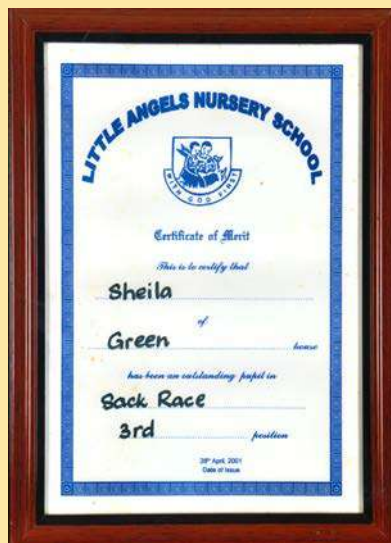 LITTLE ANGELS NURSERY SCHOOL
WITH GOD FIRST
Certificate of Merit
This is to certify that
Sheila
of
Green house
has been an outstanding pupil in
Sack Race
3rd position
30th April, 2001
Date of Issue